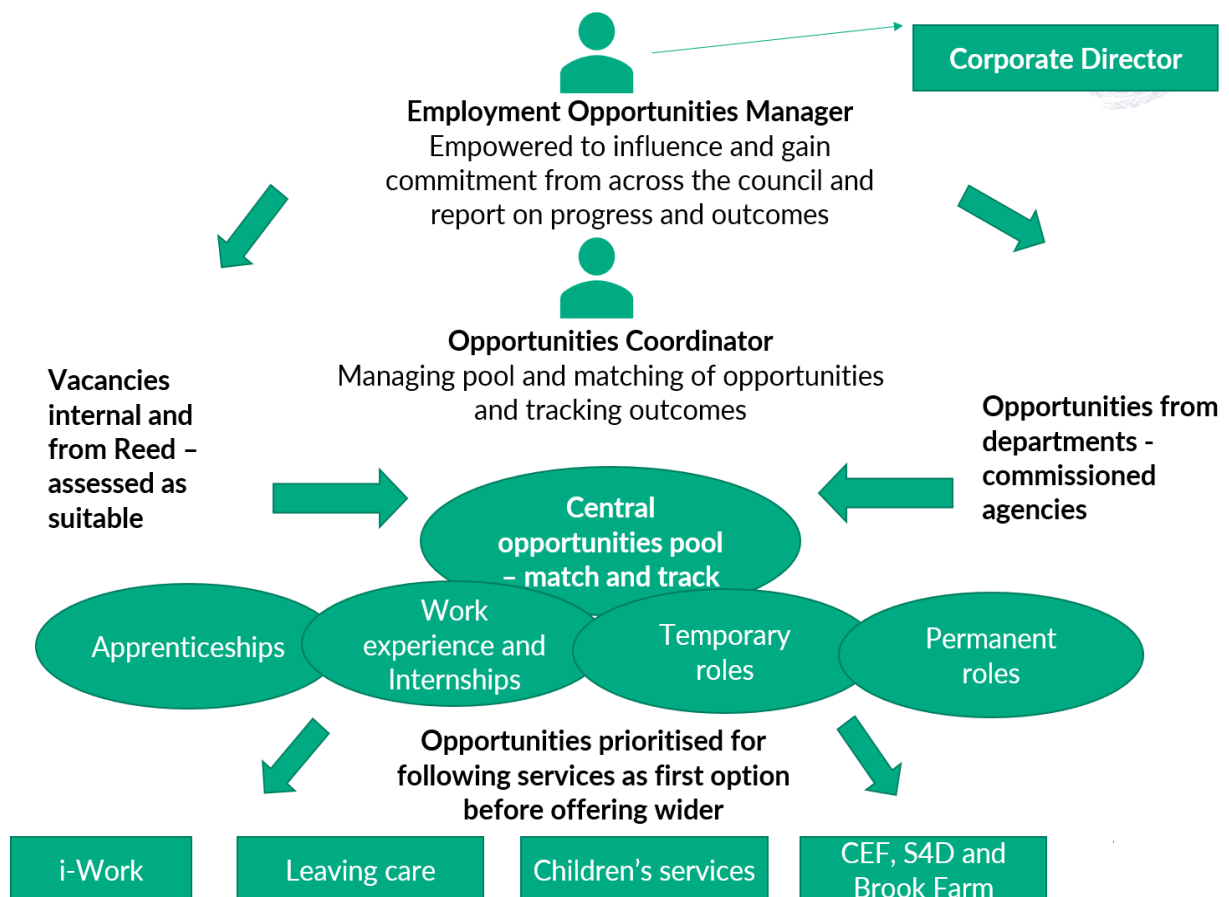 Corporate Director
Employment Opportunities Manager
Empowered to influence and gain
commitment from across the council and
report on progress and outcomes
Opportunities Coordinator
Managing pool and matching of opportunities
and tracking outcomes
Vacancies
internal and
from Reed –
assessed as
suitable
Opportunities from
departments -
commissioned
agencies
Central
opportunities pool
– match and track
Apprenticeships
Work
experience and
Internships
Temporary
roles
Permanent
roles
Opportunities prioritised for
following services as first option
before offering wider
i-Work
Leaving care
Children’s services
CEF, S4D and
Brook Farm